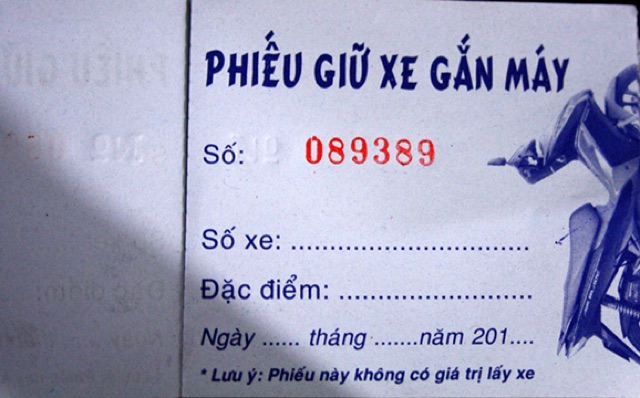 PHIẾU GIỮ XE GẮN MÁY
Số: 089389
Số xe: ..............................
Đặc điểm: .........................
Ngày ...... tháng .......năm 201....
* Lưu ý: Phiếu này không có giá trị lấy xe